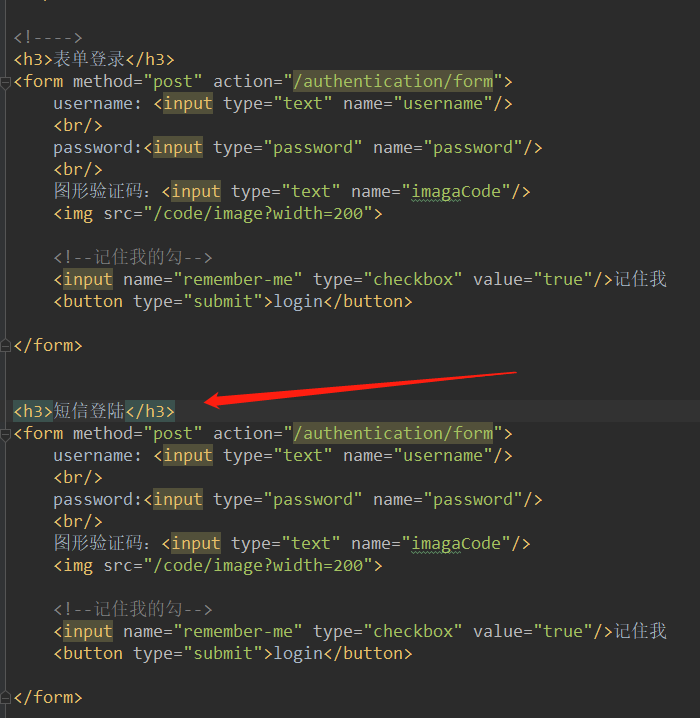 <!---->
<h3>表单登录</h3>
<form method="post" action="/authentication/form">
username: <input type="text" name="username"/>
<br/>
password:<input type="password" name="password"/>
<br/>
图形验证码：<input type="text" name="imagaCode"/>
<img src="/code/image?width=200">
<!--记住我的勾-->
<input name="remember-me" type="checkbox" value="true"/>记住我
<button type="submit">login</button>
</form>
<h3>短信登陆</h3>
<form method="post" action="/authentication/form">
username: <input type="text" name="username"/>
<br/>
password:<input type="password" name="password"/>
<br/>
图形验证码：<input type="text" name="imagaCode"/>
<img src="/code/image?width=200">
<!--记住我的勾-->
<input name="remember-me" type="checkbox" value="true"/>记住我
<button type="submit">login</button>
</form>